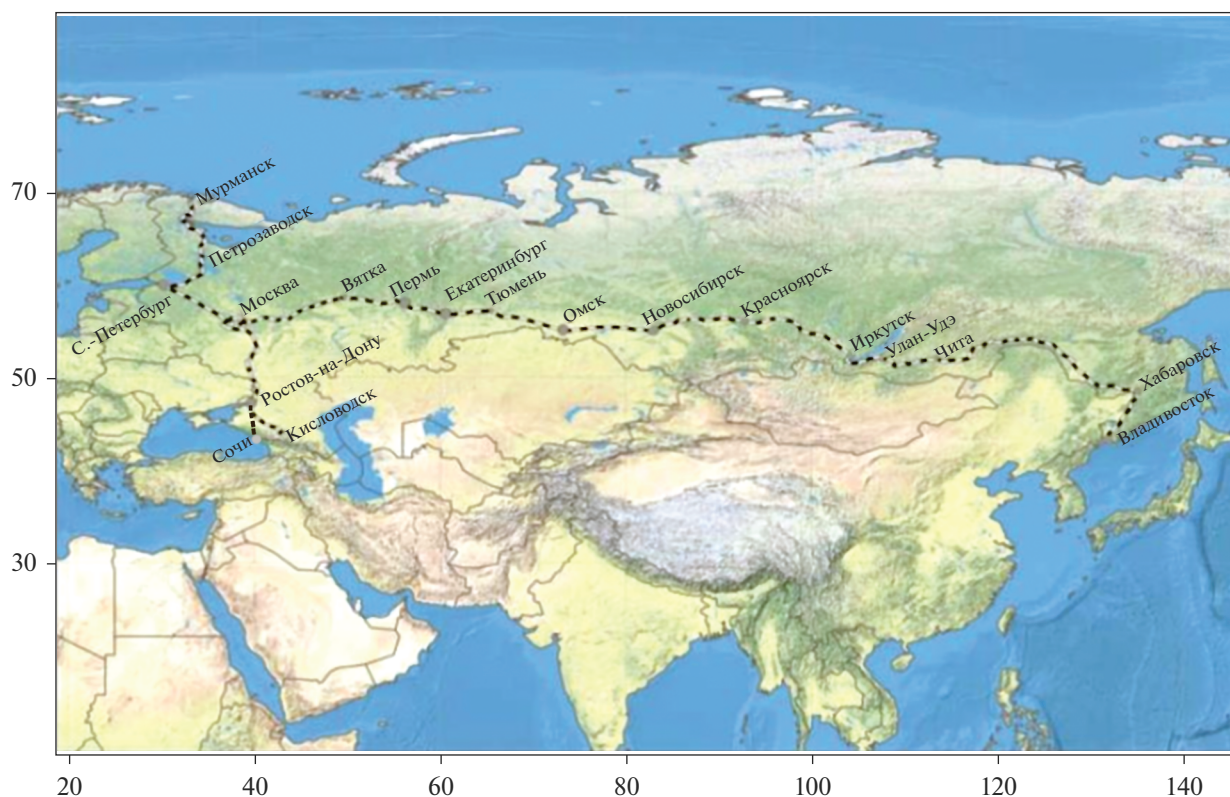 70
Мурманск
Петрозаводск
С.-Петербург
Москва
Вятка
Пермь
Екатеринбург
Тюмень
Омск
Новосибирск
Красноярск
Иркутск
Улан-Удэ
Чита
50
Ростов-на-Дону
Хабаровск
Кисловодск
Владивосток
Сочи
30
20 40 60 80 100 120 140